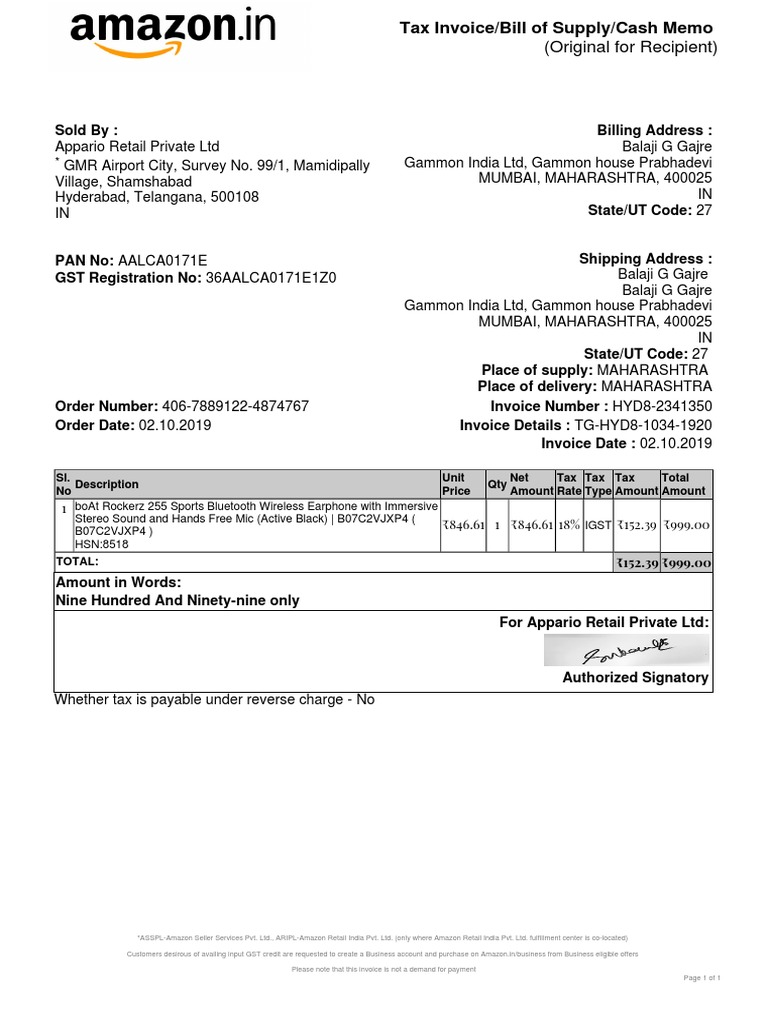 amazon.in
Tax Invoice/Bill of Supply/Cash Memo
(Original for Recipient)
Sold By :
Appario Retail Private Ltd
* GMR Airport City, Survey No. 99/1, Mamidipally
Village, Shamshabad
Hyderabad, Telangana, 500108
IN
Billing Address :
Balaji G Gajre
Gammon India Ltd, Gammon house Prabhadevi
MUMBAI, MAHARASHTRA, 400025
IN
State/UT Code: 27
PAN No: AALCA0171E
GST Registration No: 36AALCA0171E1Z0
Shipping Address :
Balaji G Gajre
Balaji G Gajre
Gammon India Ltd, Gammon house Prabhadevi
MUMBAI, MAHARASHTRA, 400025
IN
State/UT Code: 27
Place of supply: MAHARASHTRA
Place of delivery: MAHARASHTRA
Order Number: 406-7889122-4874767
Order Date: 02.10.2019
Invoice Number : HYD8-2341350
Invoice Details : TG-HYD8-1034-1920
Invoice Date : 02.10.2019
Sl. No Description Unit Price Qty Net Amount Tax Rate Tax Type Tax Amount Total Amount
1 boAt Rockerz 255 Sports Bluetooth Wireless Earphone with Immersive
Stereo Sound and Hands Free Mic (Active Black) | B07C2VJXP4 (
B07C2VJXP4 )
HSN:8518
₹846.61 1 ₹846.61 18% IGST ₹152.39 ₹999.00
TOTAL: ₹152.39 ₹999.00
Amount in Words:
Nine Hundred And Ninety-nine only
For Appario Retail Private Ltd:
Authorized Signatory
Whether tax is payable under reverse charge - No
*ASSPL-Amazon Seller Services Pvt. Ltd., ARIPL-Amazon Retail India Pvt. Ltd. (only where Amazon Retail India Pvt. Ltd. fulfillment center is co-located)
Customers desirous of availing input GST credit are requested to create a Business account and purchase on Amazon.in/business from Business eligible offers
Please note that this invoice is not a demand for payment
Page 1 of 1